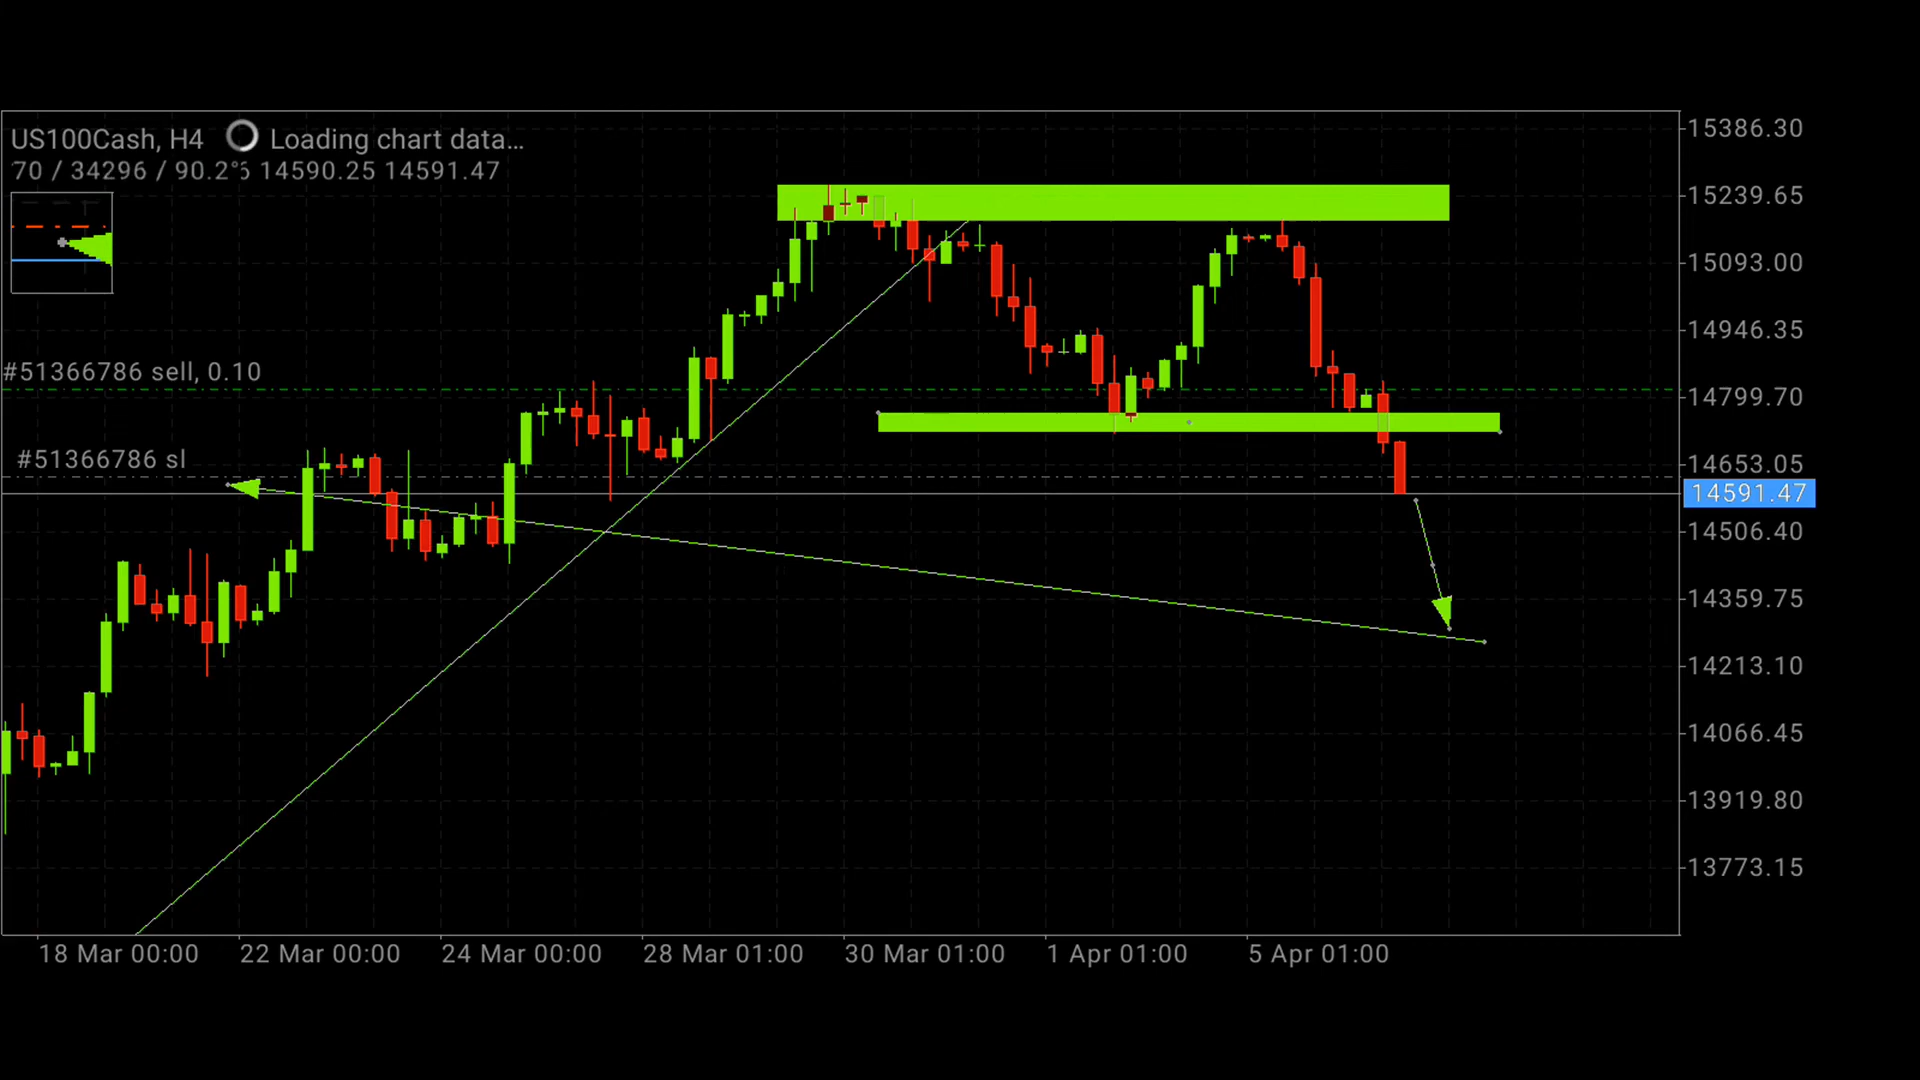 US100Cash, H4 Loading chart data...
70 / 34296 / 90.2% 14590.25 14591.47
#51366786 sell, 0.10
#51366786 sl
15386.30
15239.65
15093.00
14946.35
14799.70
14653.05
14591.47
14506.40
14359.75
14213.10
14066.45
13919.80
13773.15
18 Mar 00:00 22 Mar 00:00 24 Mar 00:00 28 Mar 01:00 30 Mar 01:00 1 Apr 01:00 5 Apr 01:00